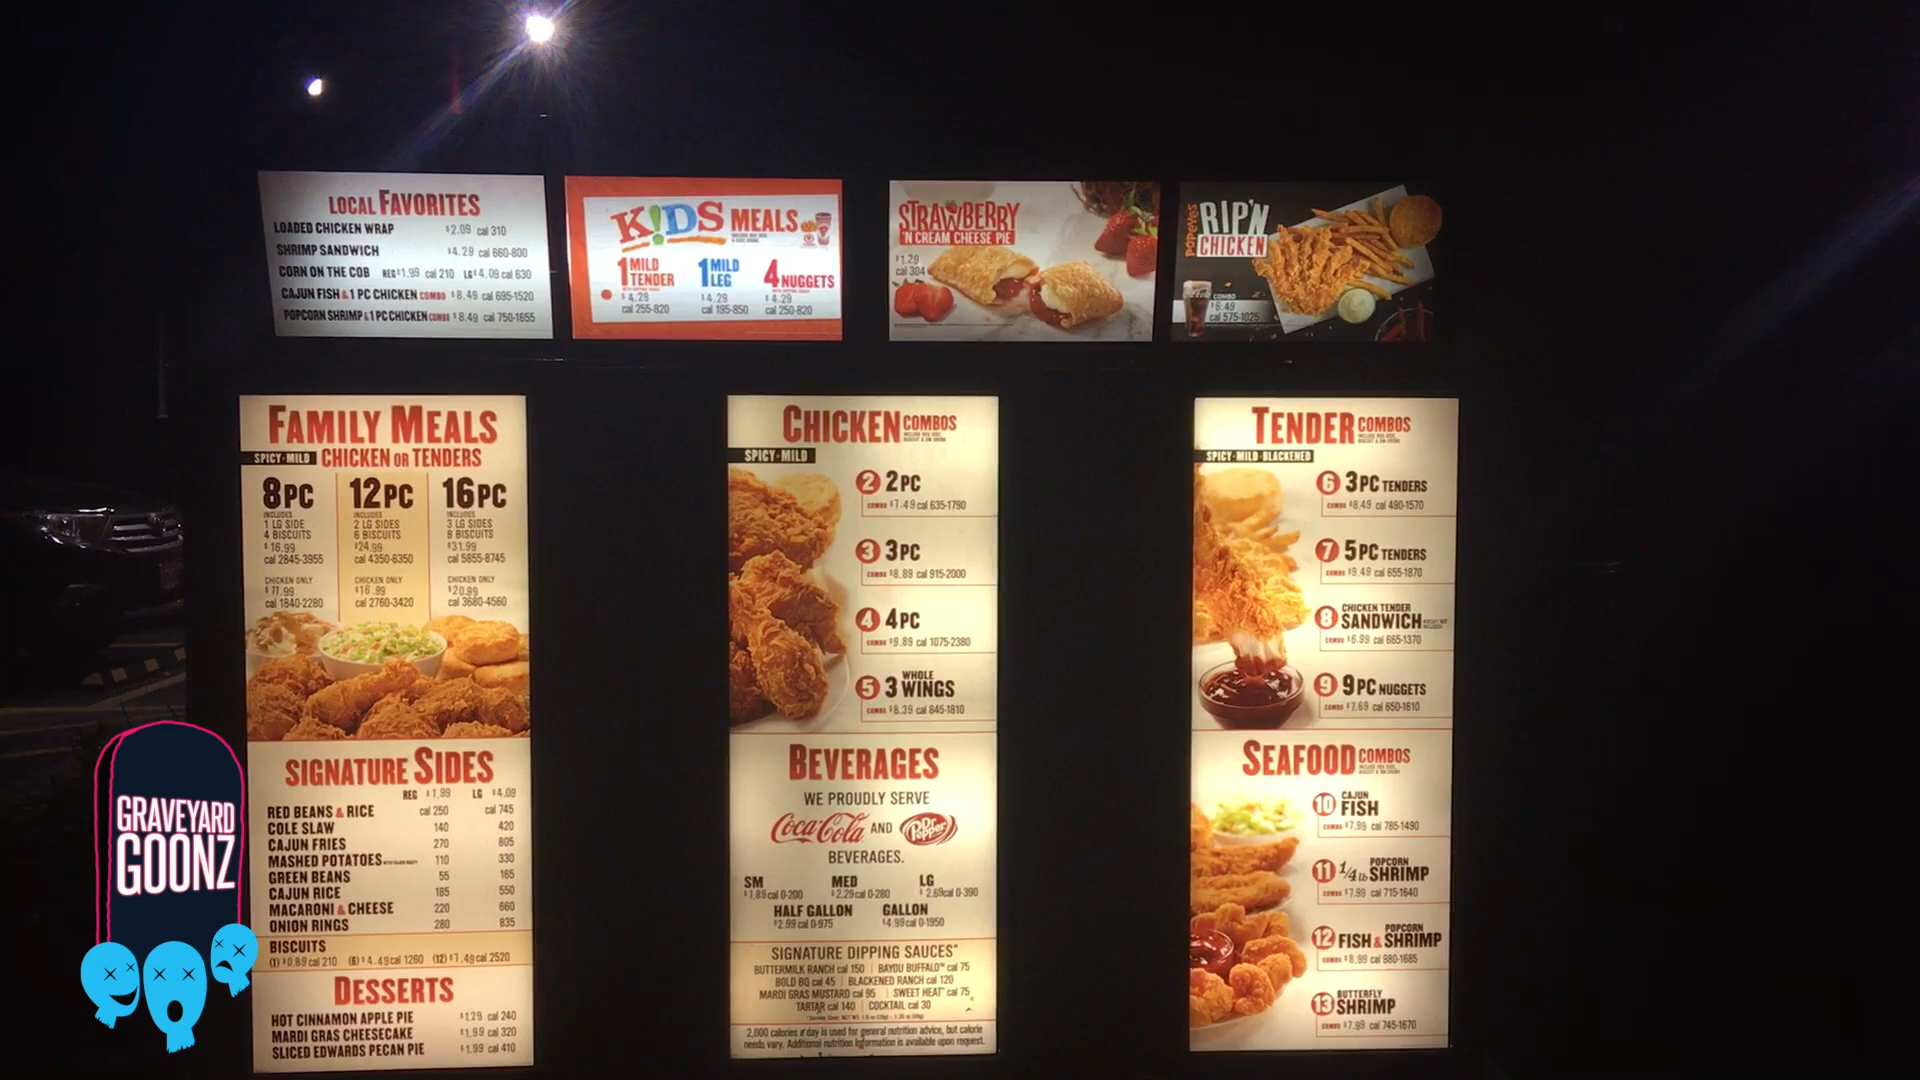 LOCAL FAVORITES
LOADED CHICKEN WRAP $2.09 cal 310
SHRIMP SANDWICH $4.29 cal 660-800
CORN ON THE COB REG $1.99 cal 210 LG $4.09 cal 630
CAJUN FISH & 1 PC CHICKEN COMBO $8.49 cal 695-1520
POPCORN SHRIMP & 1 PC CHICKEN COMBO $8.49 cal 750-1655
K!DS MEALS
1 MILD TENDER
$4.29
cal 255-820
1 MILD LEG
$4.29
cal 195-850
4 NUGGETS
$4.29
cal 250-820
STRAWBERRY
'N CREAM CHEESE PIE
$1.29
cal 304
POPEYES
RIP'N
CHICKEN
COMBO
$6.49
cal 575-1025
FAMILY MEALS
SPICY·MILD CHICKEN OR TENDERS
8PC
INCLUDES
1 LG SIDE
4 BISCUITS
$16.99
cal 2845-3955
CHICKEN ONLY
$11.99
cal 1840-2280
12PC
INCLUDES
2 LG SIDES
6 BISCUITS
$24.99
cal 4350-6350
CHICKEN ONLY
$16.99
cal 2760-3420
16PC
INCLUDES
3 LG SIDES
8 BISCUITS
$31.99
cal 5855-8745
CHICKEN ONLY
$20.99
cal 3680-4560
SIGNATURE SIDES
REG $1.99 LG $4.09
RED BEANS & RICE cal 250 cal 745
COLE SLAW 140 420
CAJUN FRIES 270 805
MASHED POTATOES WITH CAJUN GRAVY 110 330
GREEN BEANS 55 165
CAJUN RICE 185 550
MACARONI & CHEESE 220 660
ONION RINGS 280 835
BISCUITS
(1) $0.89 cal 210 (6) $4.49 cal 1260 (12) $7.49 cal 2520
DESSERTS
HOT CINNAMON APPLE PIE $1.29 cal 240
MARDI GRAS CHEESECAKE $1.99 cal 320
SLICED EDWARDS PECAN PIE $1.99 cal 410
CHICKEN COMBOS
SPICY·MILD
2 2PC
COMBO $7.49 cal 635-1790
3 3PC
COMBO $8.89 cal 915-2000
4 4PC
COMBO $9.89 cal 1075-2380
5 3 WHOLE WINGS
COMBO $8.39 cal 845-1810
BEVERAGES
WE PROUDLY SERVE
Coca-Cola AND Dr Pepper
BEVERAGES.
SM MED LG
$1.89 cal 0-200 $2.29 cal 0-280 $2.69 cal 0-390
HALF GALLON GALLON
$2.99 cal 0-975 $4.99 cal 0-1950
SIGNATURE DIPPING SAUCES*
BUTTERMILK RANCH cal 150 | BAYOU BUFFALO™ cal 75
BOLD BQ cal 45 | BLACKENED RANCH cal 120
MARDI GRAS MUSTARD cal 95 | SWEET HEAT™ cal 75
TARTAR cal 140 | COCKTAIL cal 30
2,000 calories a day is used for general nutrition advice, but calorie
needs vary. Additional nutrition information is available upon request.
TENDER COMBOS
SPICY·MILD·BLACKENED
6 3PC TENDERS
COMBO $8.49 cal 490-1570
7 5PC TENDERS
COMBO $9.49 cal 655-1870
8 CHICKEN TENDER SANDWICH
COMBO $6.99 cal 665-1370
9 9PC NUGGETS
COMBO $7.69 cal 650-1610
SEAFOOD COMBOS
10 CAJUN FISH
COMBO $7.99 cal 785-1490
11 1/4 lb POPCORN SHRIMP
COMBO $7.99 cal 715-1640
12 FISH & POPCORN SHRIMP
COMBO $8.99 cal 980-1685
13 BUTTERFLY SHRIMP
COMBO $7.99 cal 745-1670
GRAVEYARD
GOONZ